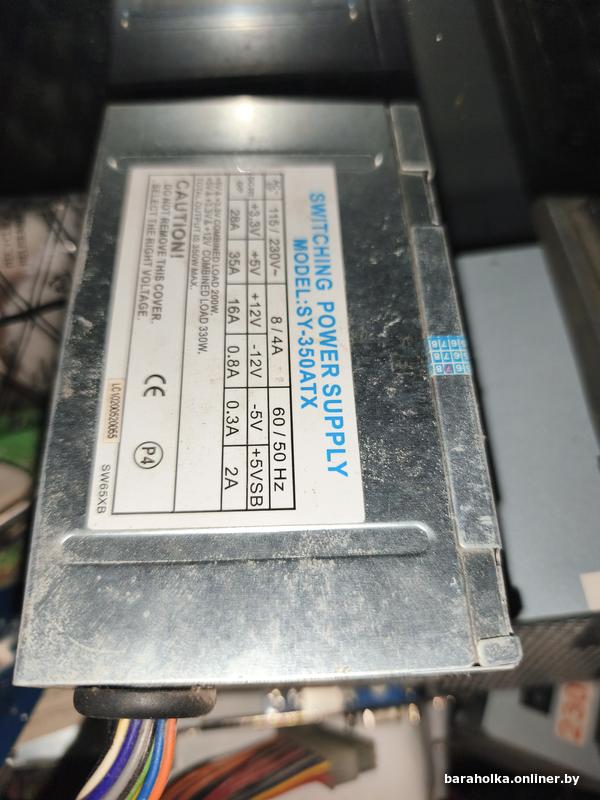 SWITCHING POWER SUPPLY
MODEL:SY-350ATX
AC 115 / 230V~ 8 / 4A 60 / 50 Hz
+3.3V +5V +12V -12V -5V +5VSB
28A 35A 16A 0.8A 0.3A 2A
+5V & +3.3V COMBINED LOAD 200W.
+5V & +3.3V & +12V COMBINED LOAD 330W.
TOTAL OUTPUT IS 350W MAX.
CAUTION!
DO NOT REMOVE THIS COVER.
SELECT THE RIGHT VOLTAGE.
CE
P4
LC10200520055
SW65XB
baraholka.onliner.by